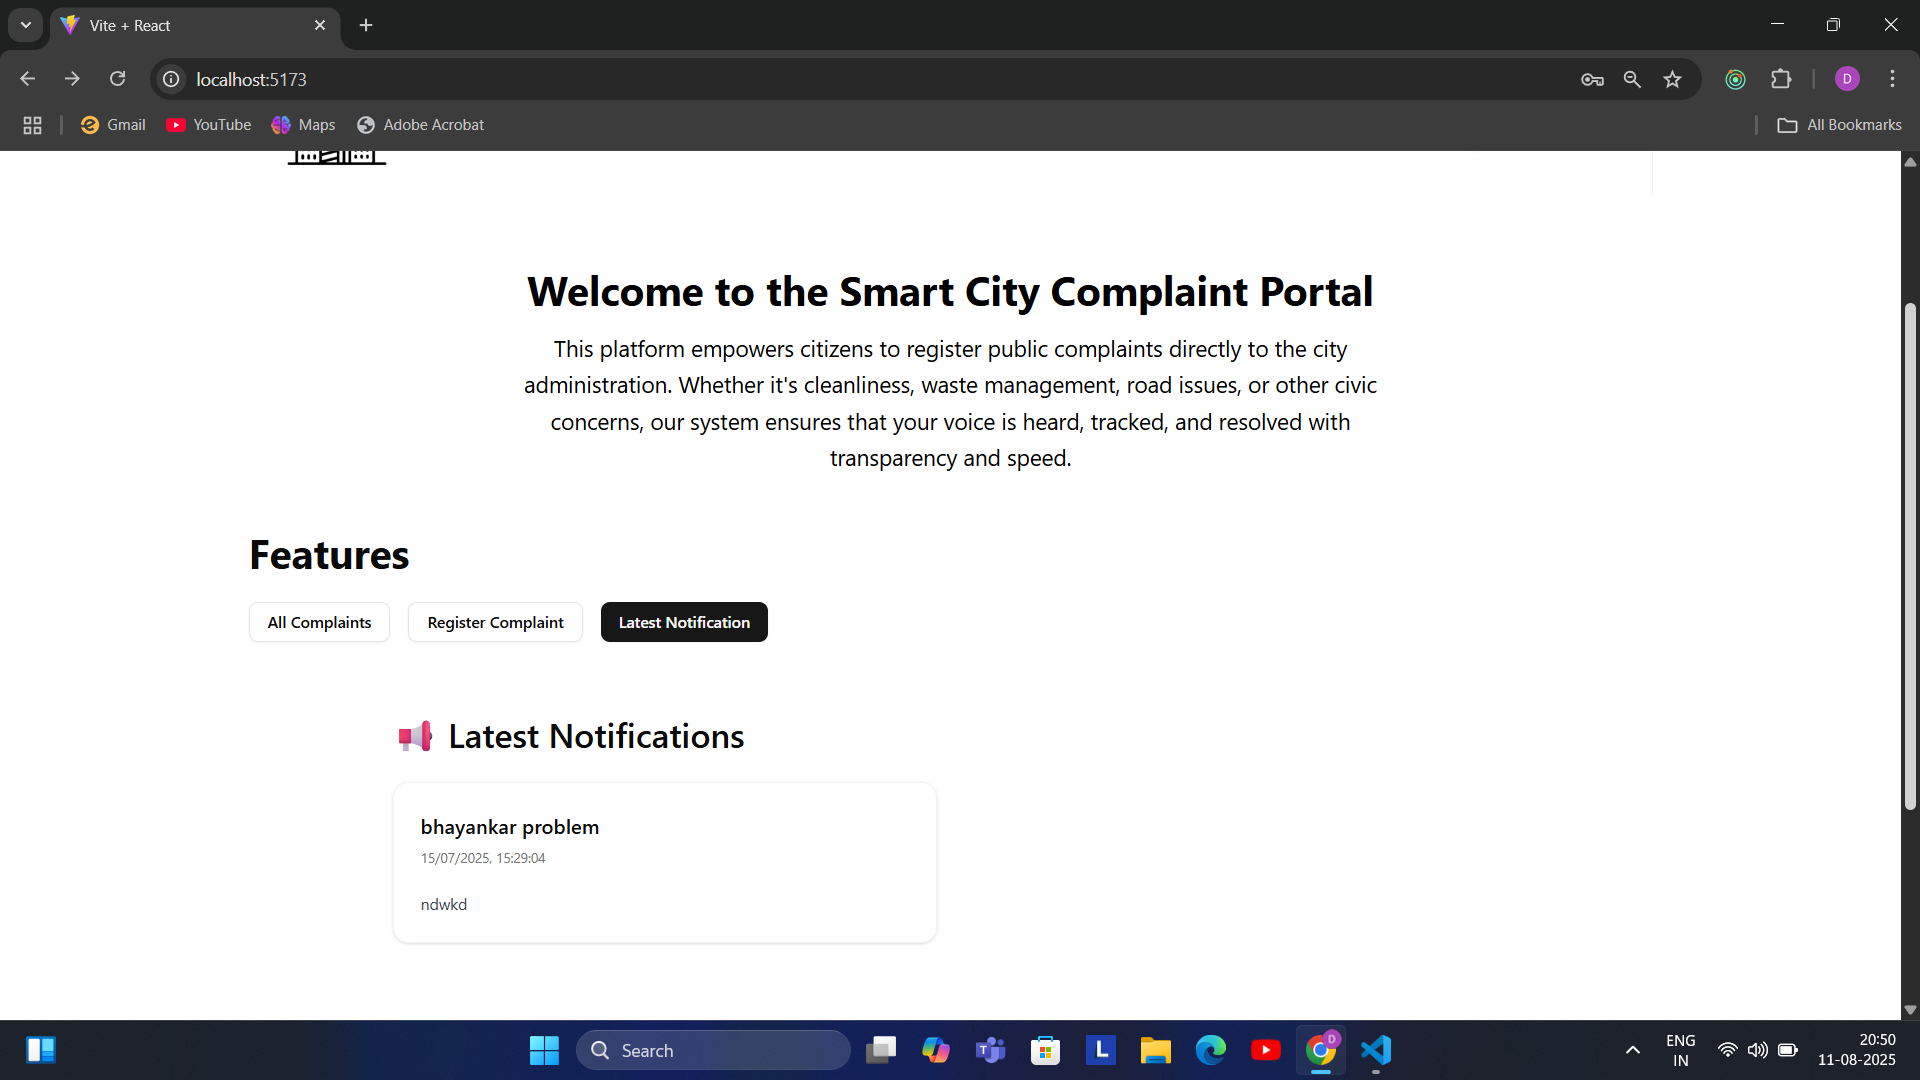 Vite + React
localhost:5173
D
Gmail
YouTube
Maps
Adobe Acrobat
All Bookmarks
Welcome to the Smart City Complaint Portal
This platform empowers citizens to register public complaints directly to the city
administration. Whether it's cleanliness, waste management, road issues, or other civic
concerns, our system ensures that your voice is heard, tracked, and resolved with
transparency and speed.
Features
All Complaints
Register Complaint
Latest Notification
Latest Notifications
bhayankar problem
15/07/2025, 15:29:04
ndwkd
Search
T
L
D
ENG
IN
20:50
11-08-2025